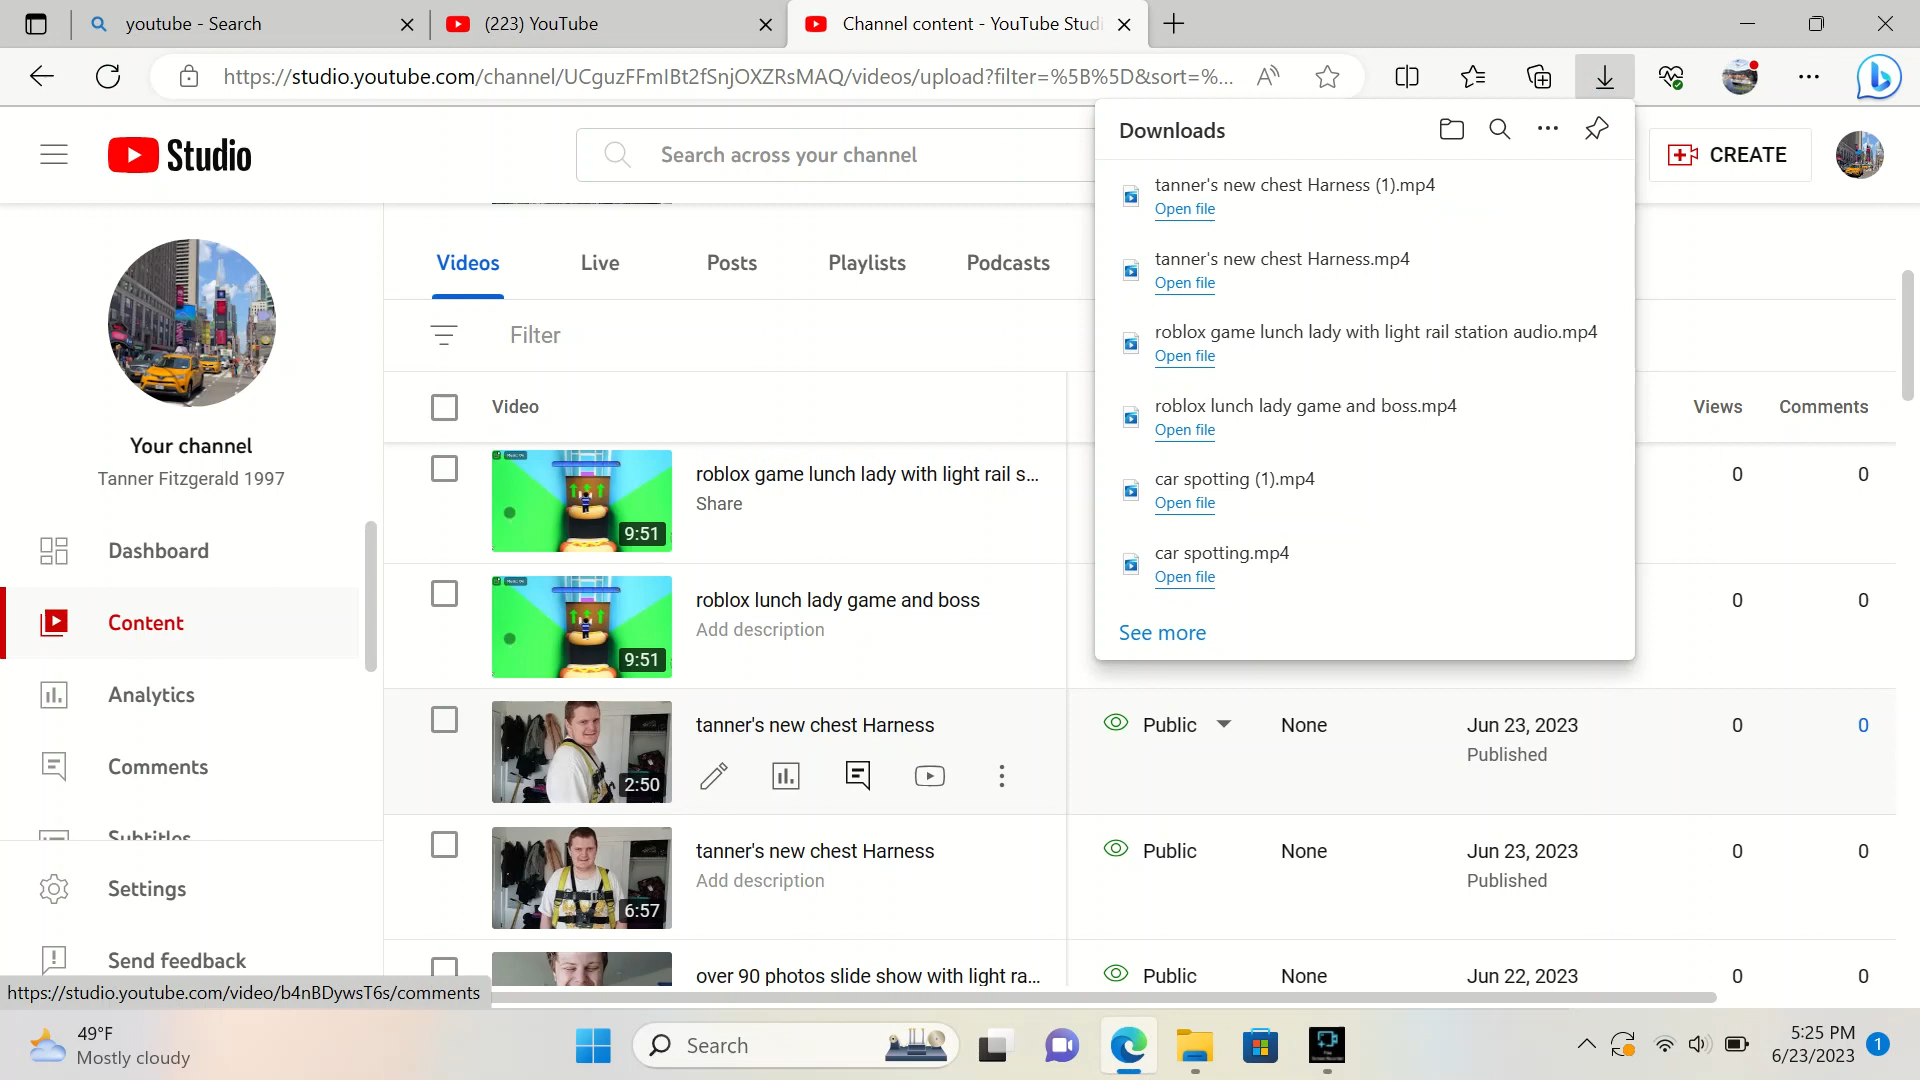 youtube - Search
(223) YouTube
Channel content - YouTube Studi
https://studio.youtube.com/channel/UCguzFFmIBt2fSnjOXZRsMAQ/videos/upload?filter=%5B%5D&sort=%...
Studio
Search across your channel
CREATE
Downloads
tanner's new chest Harness (1).mp4
Open file
tanner's new chest Harness.mp4
Open file
roblox game lunch lady with light rail station audio.mp4
Open file
roblox lunch lady game and boss.mp4
Open file
car spotting (1).mp4
Open file
car spotting.mp4
Open file
See more
Your channel
Tanner Fitzgerald 1997
Dashboard
Content
Analytics
Comments
Subtitles
Settings
Send feedback
Videos Live Posts Playlists Podcasts
Filter
Video Views Comments
roblox game lunch lady with light rail s... 0 0
Share
9:51
roblox lunch lady game and boss 0 0
Add description
9:51
tanner's new chest Harness Public None Jun 23, 2023 0 0
Published
2:50
tanner's new chest Harness Public None Jun 23, 2023 0 0
Add description Published
6:57
over 90 photos slide show with light ra... Public None Jun 22, 2023 0 0
https://studio.youtube.com/video/b4nBDywsT6s/comments
49°F
Mostly cloudy
Search
5:25 PM
6/23/2023
1